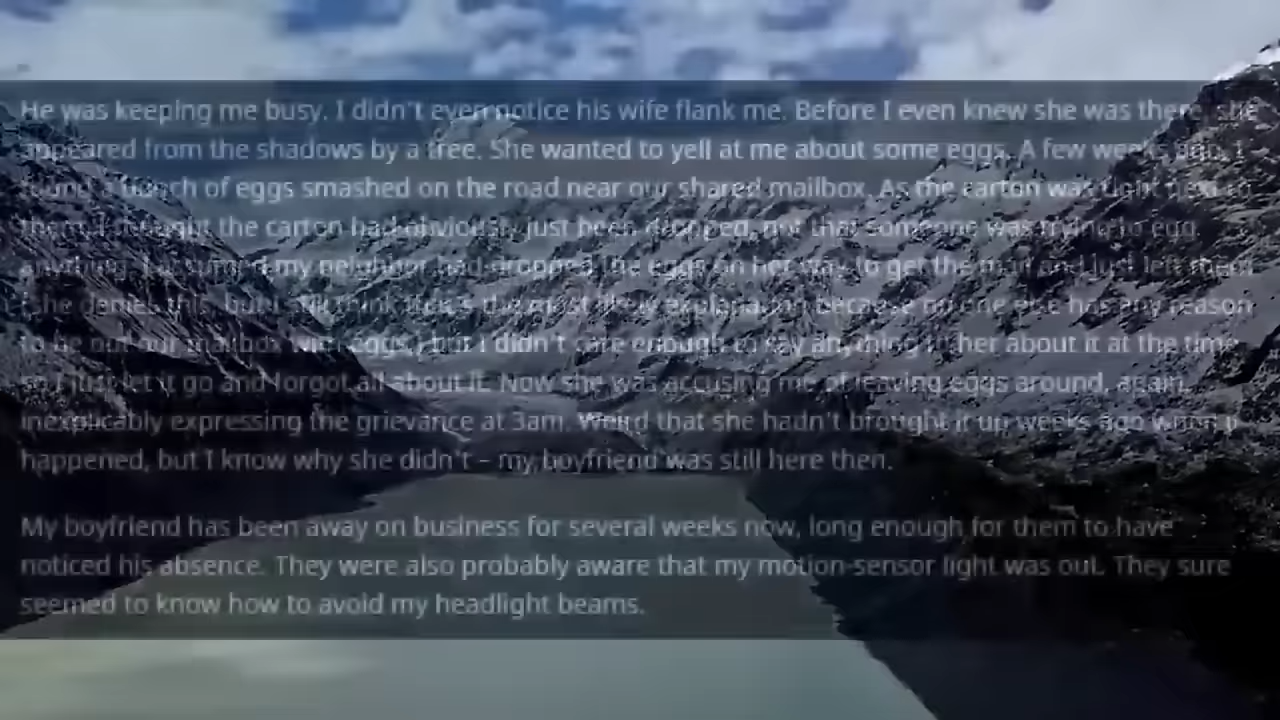 He was keeping me busy. I didn't even notice his wife flank me. Before I even knew she was there, she
appeared from the shadows by a tree. She wanted to yell at me about some eggs. A few weeks ago, I
found a bunch of eggs smashed on the road near our shared mailbox. As the carton was right next to
them, I thought the carton had obviously just been dropped, not that someone was trying to egg
anything. I assumed my neighbor had dropped the eggs on her way to get the mail and just left them
(she denies this, but I still think that's the most likely explanation because no one else has any reason
to be out our mailbox with eggs) but I didn't care enough to say anything to her about it at the time,
so I just let it go and forgot all about it. Now she was accusing me of leaving eggs around, again,
inexplicably expressing the grievance at 3am. Weird that she hadn't brought it up weeks ago when it
happened, but I know why she didn't – my boyfriend was still here then.
My boyfriend has been away on business for several weeks now, long enough for them to have
noticed his absence. They were also probably aware that my motion-sensor light was out. They sure
seemed to know how to avoid my headlight beams.